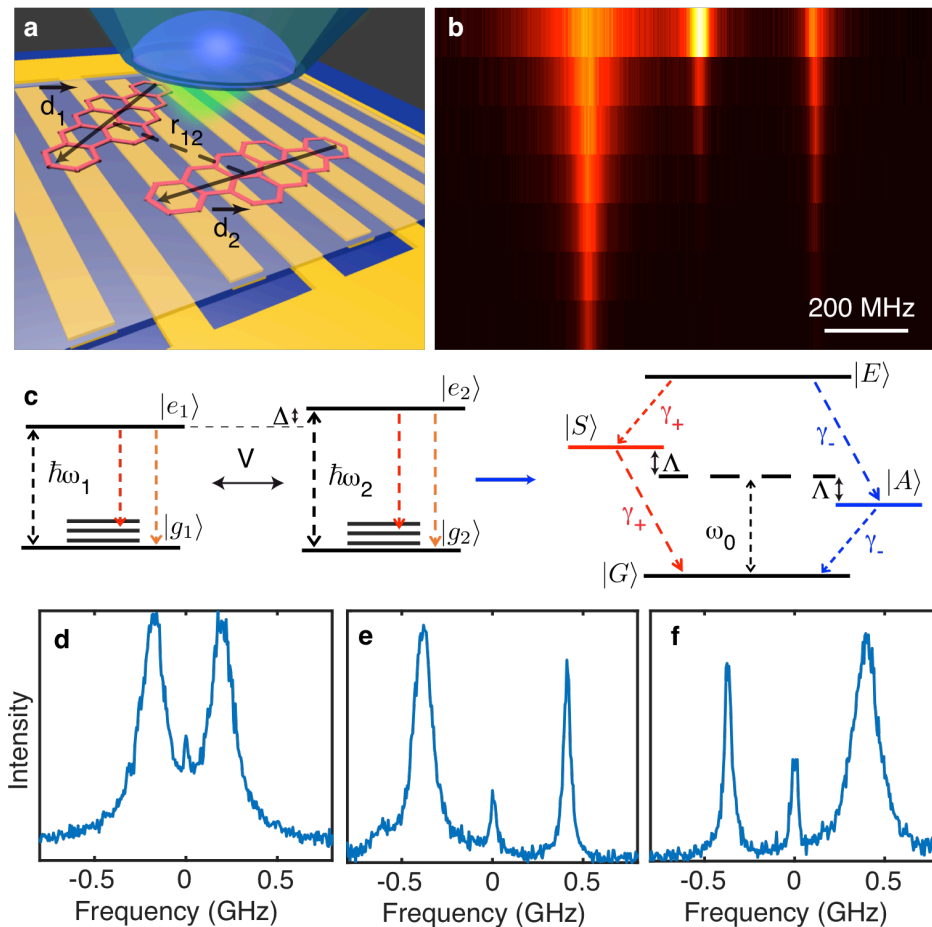 a
d₁
r₁₂
d₂
b
200 MHz
c
|e₁⟩
ħω₁
|g₁⟩
V
Δ
|e₂⟩
ħω₂
|g₂⟩
|E⟩
γ₊
γ₋
|S⟩
Λ
Λ
|A⟩
γ₊
ω₀
γ₋
|G⟩
d
e
f
Intensity
-0.5 0 0.5
-0.5 0 0.5
-0.5 0 0.5
Frequency (GHz)
Frequency (GHz)
Frequency (GHz)